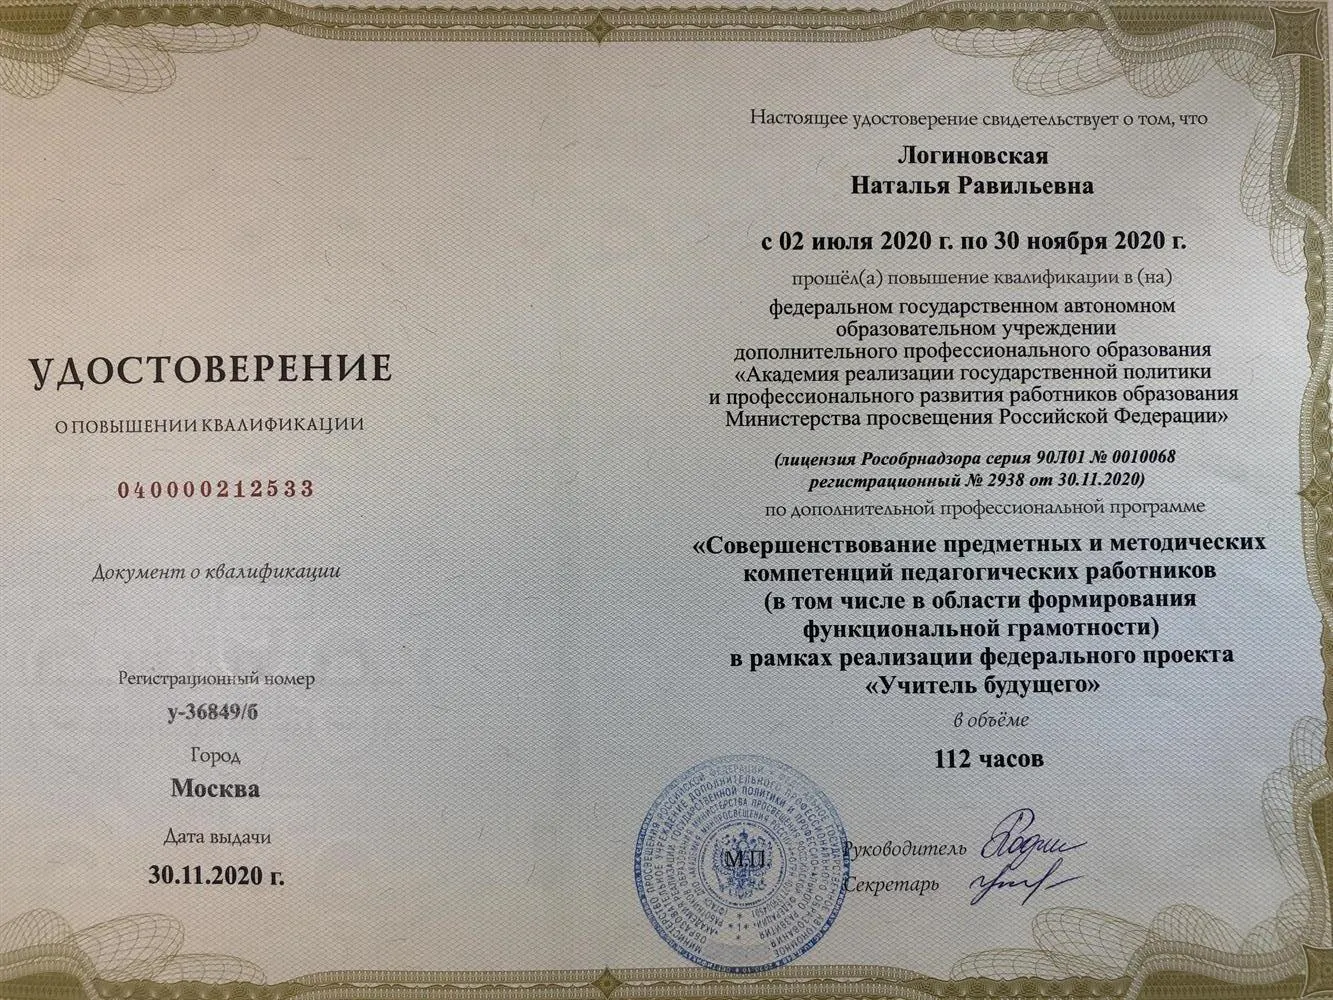 УДОСТОВЕРЕНИЕ
О ПОВЫШЕНИИ КВАЛИФИКАЦИИ
040000212533
Документ о квалификации
Регистрационный номер
у-36849/б
Город
Москва
Дата выдачи
30.11.2020 г.
Настоящее удостоверение свидетельствует о том, что
Логиновская
Наталья Равильевна
с 02 июля 2020 г. по 30 ноября 2020 г.
прошёл(а) повышение квалификации в (на)
федеральном государственном автономном
образовательном учреждении
дополнительного профессионального образования
«Академия реализации государственной политики
и профессионального развития работников образования
Министерства просвещения Российской Федерации»
(лицензия Рособрнадзора серия 90Л01 № 0010068
регистрационный № 2938 от 30.11.2020)
по дополнительной профессиональной программе
«Совершенствование предметных и методических
компетенций педагогических работников
(в том числе в области формирования
функциональной грамотности)
в рамках реализации федерального проекта
«Учитель будущего»
в объёме
112 часов
М.П.
Руководитель
Секретарь